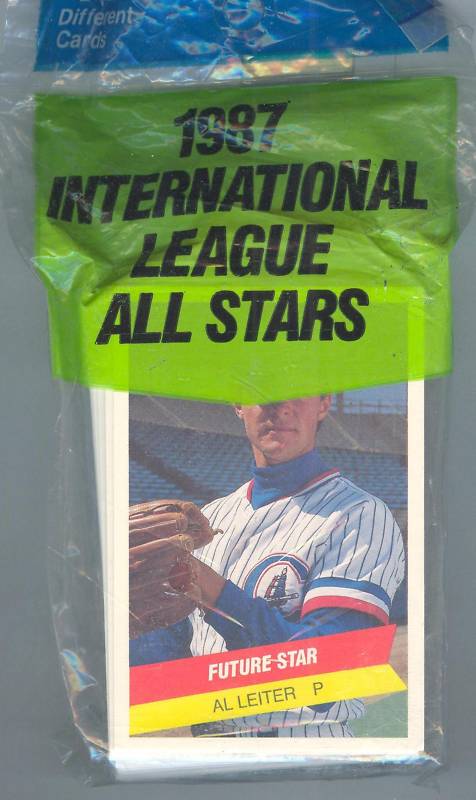 Different
Cards
1987
INTERNATIONAL
LEAGUE
ALL STARS
FUTURE STAR
AL LEITER P